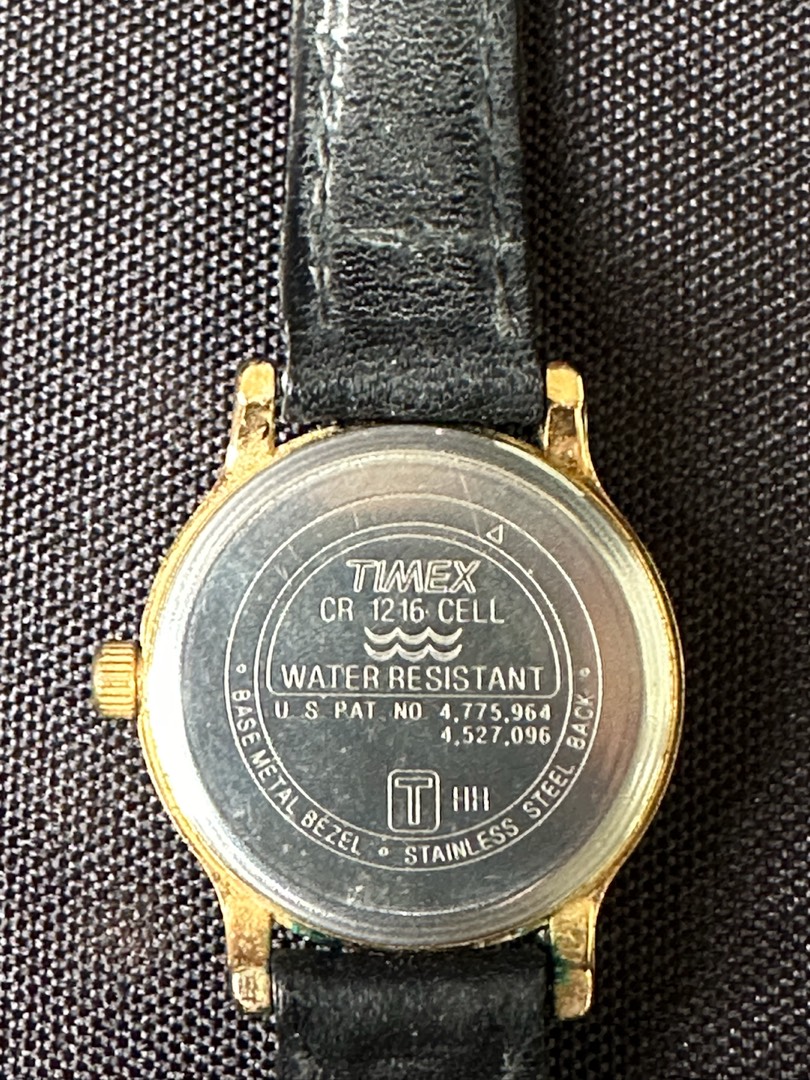 TIMEX
CR 1216 CELL
WATER RESISTANT
U S PAT NO 4,775,964
4,527,096
T HH
BASE METAL BEZEL
STAINLESS STEEL BACK